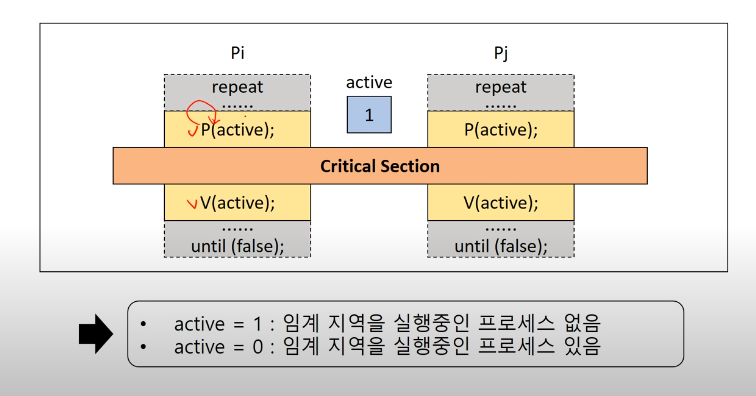 Pi
Pj
repeat
......
active
1
repeat
......
P(active);
P(active);
Critical Section
V(active);
V(active);
......
until (false);
......
until (false);
• active = 1 : 임계 지역을 실행중인 프로세스 없음
• active = 0 : 임계 지역을 실행중인 프로세스 있음